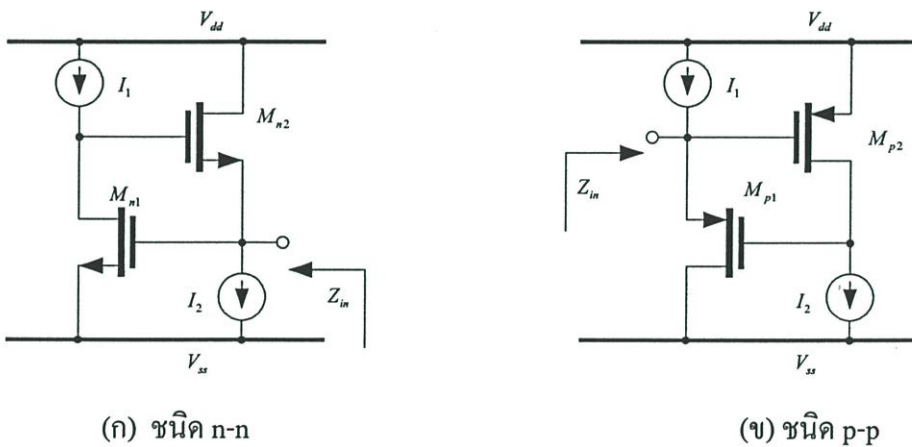 V_dd
I_1
M_n2
M_n1
I_2
Z_in
V_ss
(ก) ชนิด n-n
V_dd
I_1
M_p2
Z_in
M_p1
I_2
V_ss
(ข) ชนิด p-p